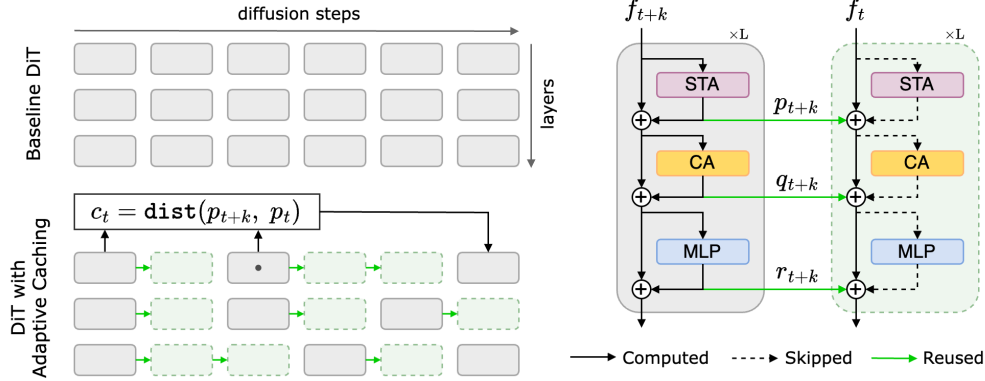 diffusion steps
Baseline DiT
layers
c_t = dist(p_{t+k}, p_t)
DiT with
Adaptive Caching
f_{t+k}
f_t
×L
×L
STA
STA
p_{t+k}
CA
CA
q_{t+k}
MLP
MLP
r_{t+k}
Computed
Skipped
Reused